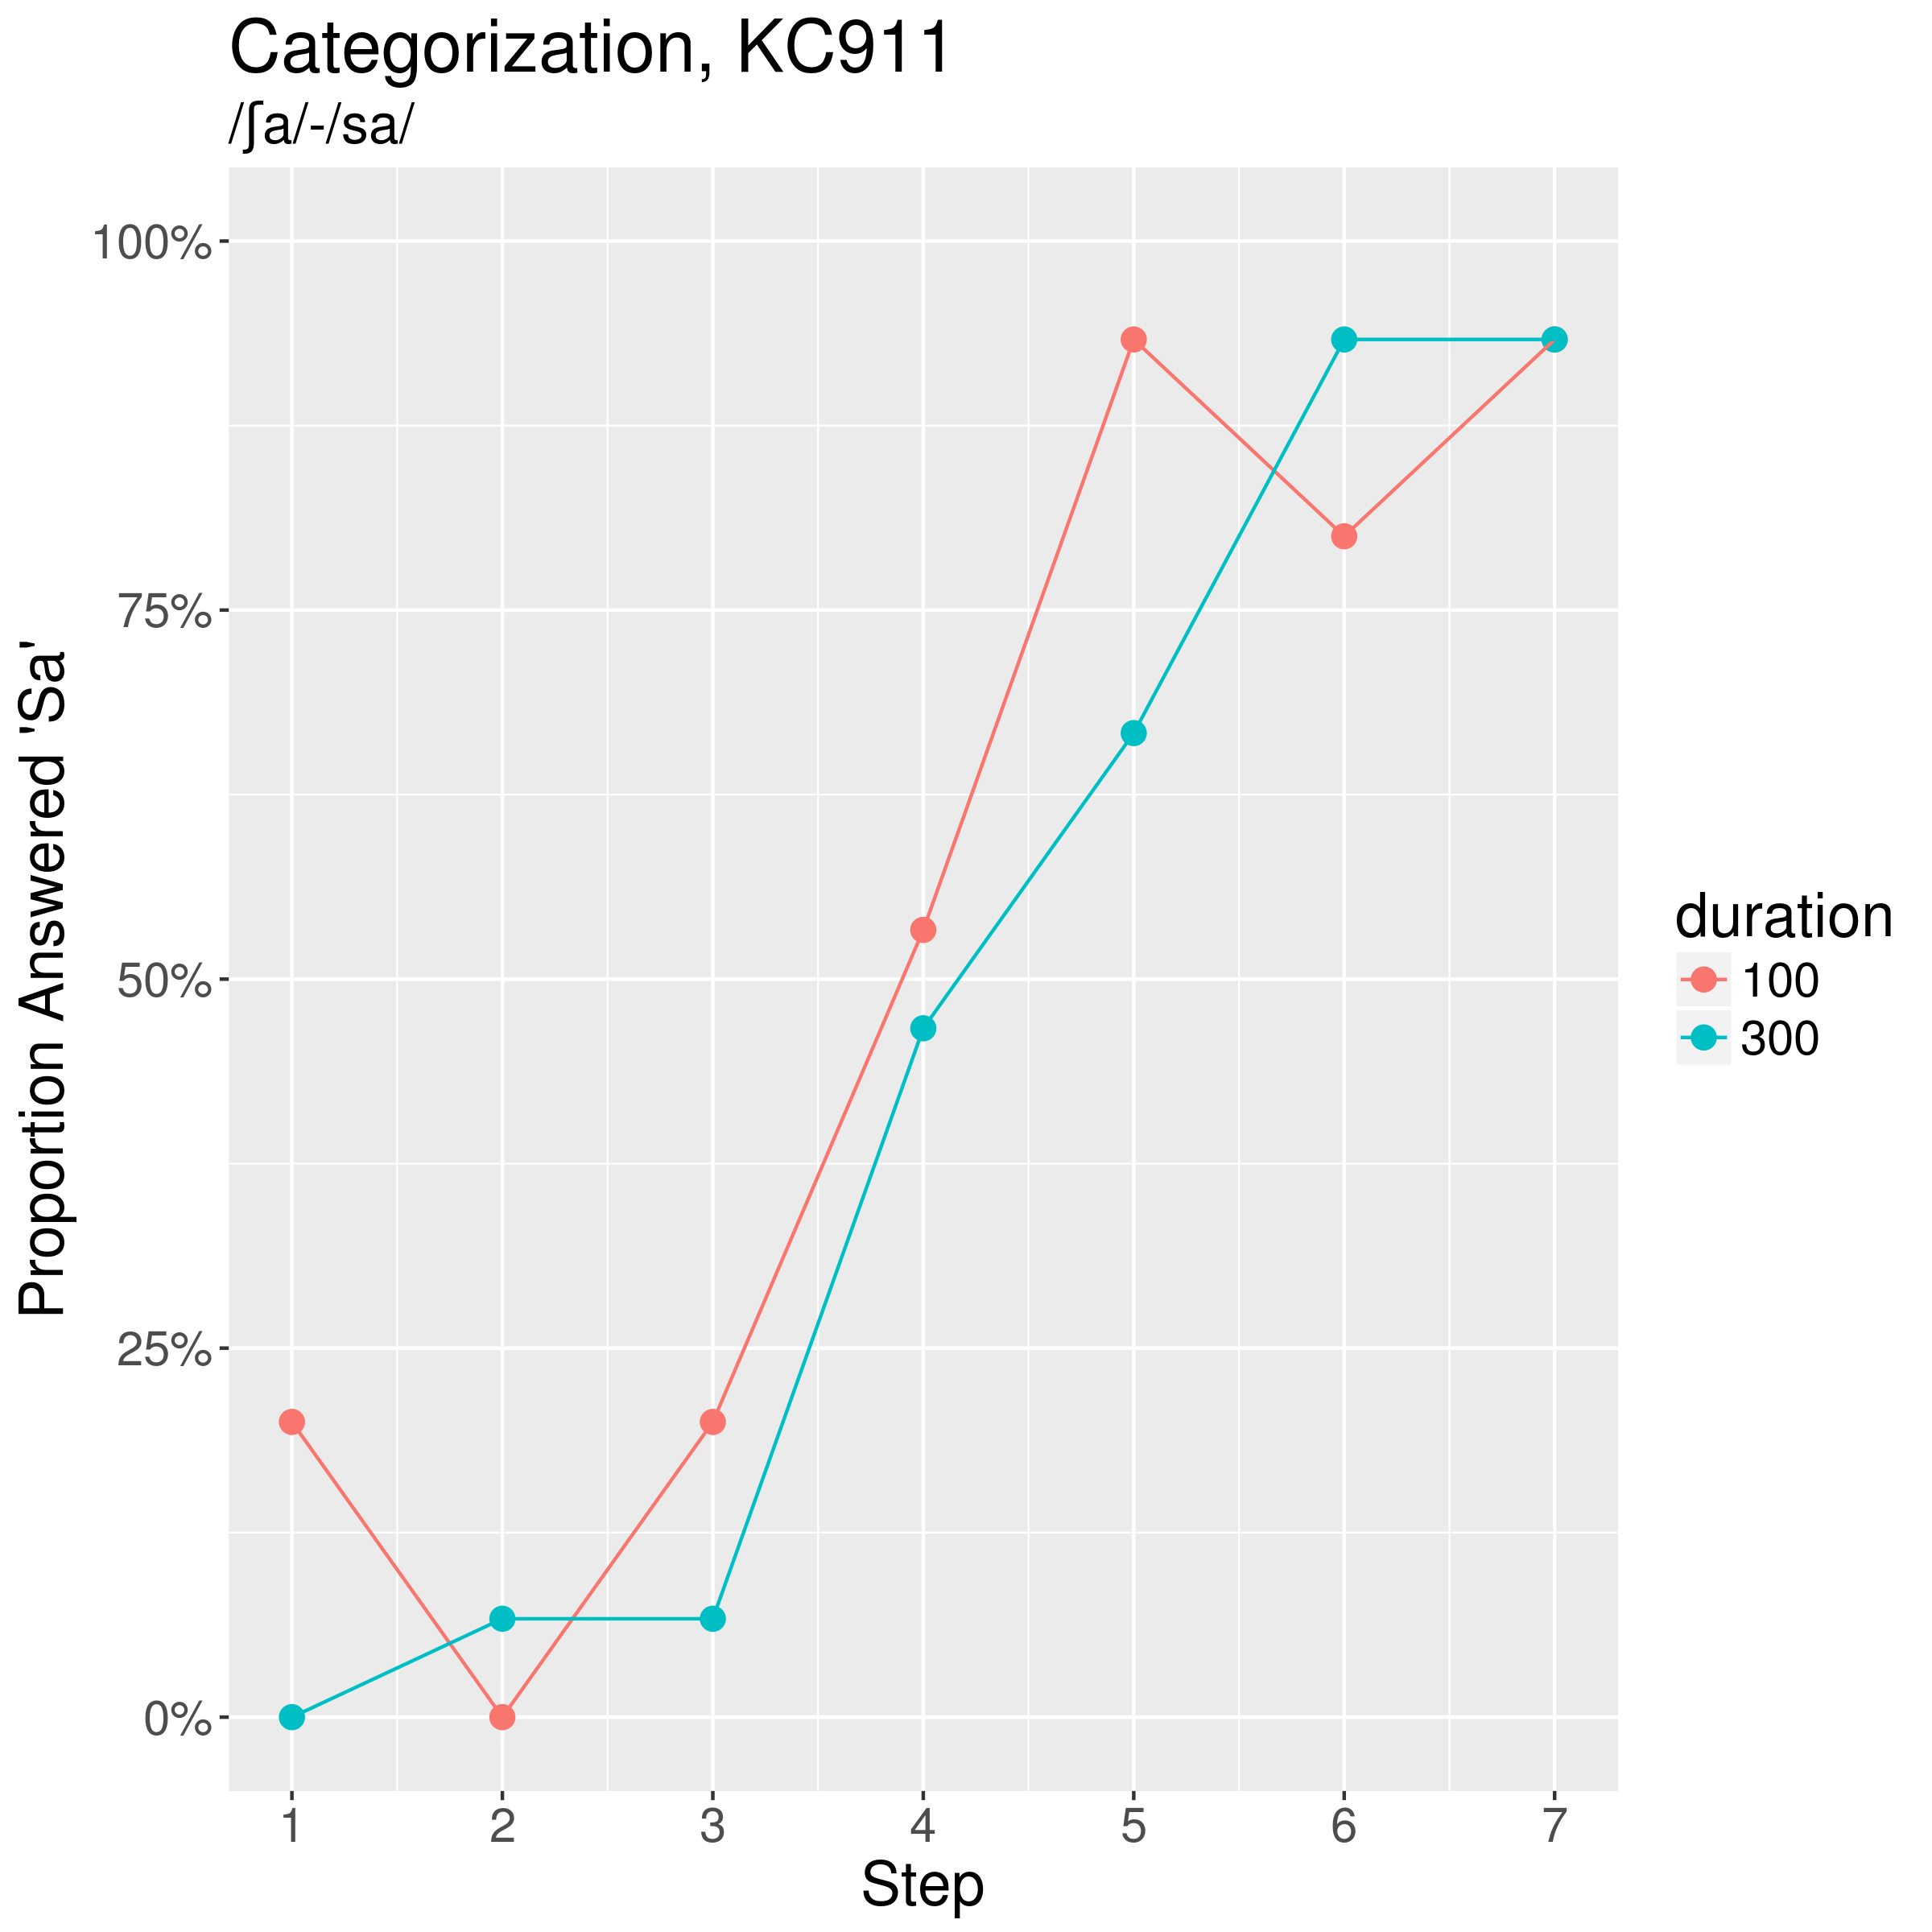 Categorization, KC911
/ʃa/-/sa/
Proportion Answered 'Sa'
100%
75%
50%
25%
0%
1 2 3 4 5 6 7
Step
duration
100
300